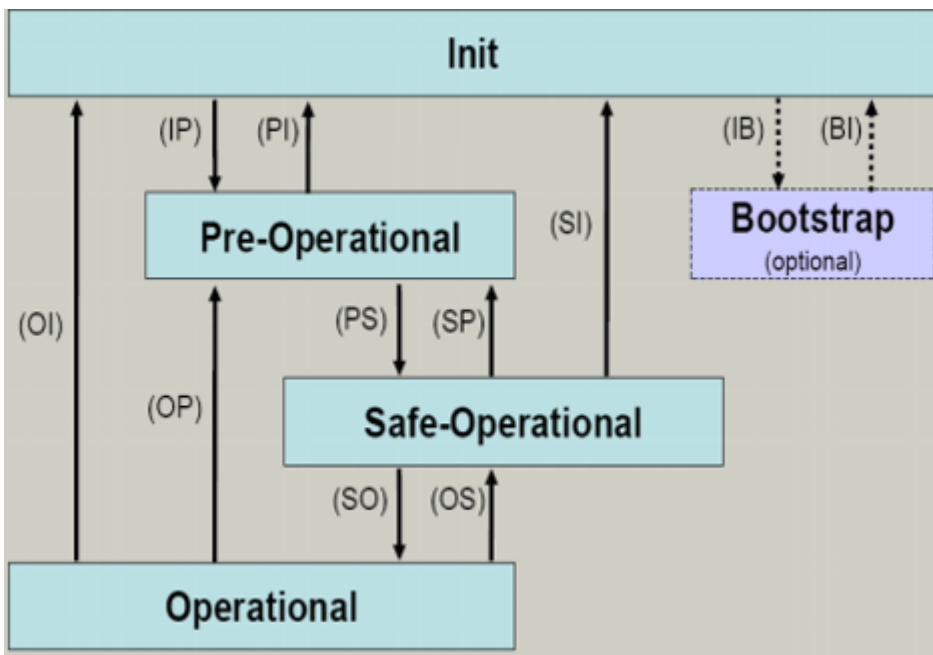 Init
(IP)
(PI)
(IB)
(BI)
Pre-Operational
(SI)
Bootstrap
(optional)
(OI)
(PS)
(SP)
(OP)
Safe-Operational
(SO)
(OS)
Operational